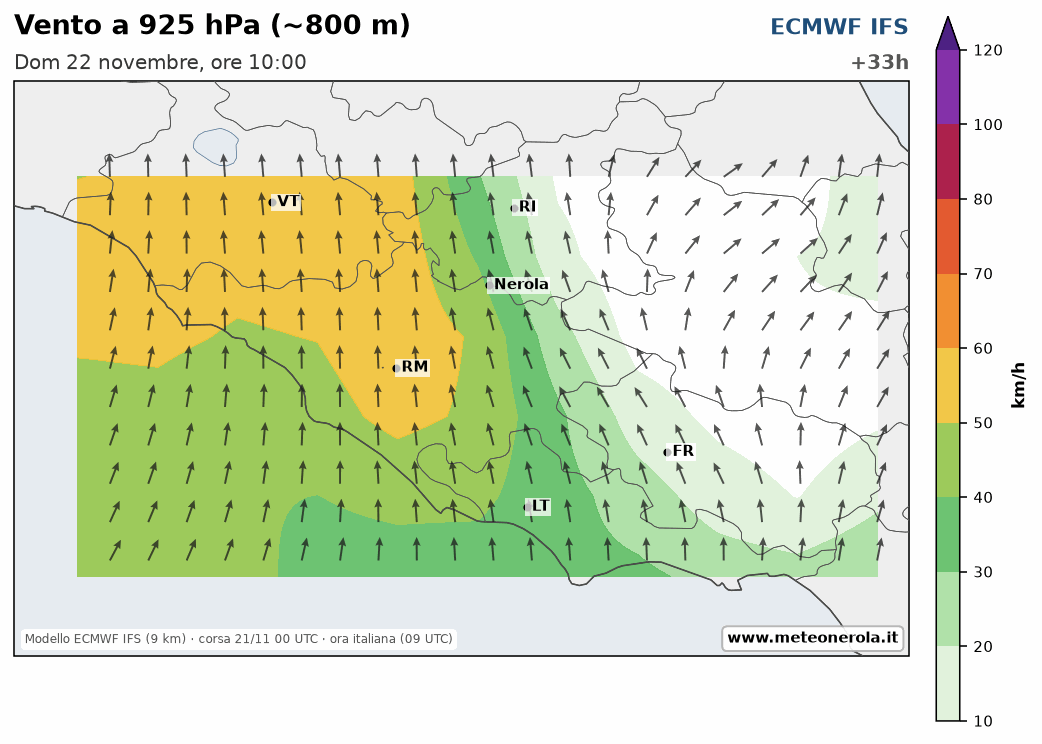 Vento a 925 hPa (~800 m)
ECMWF IFS
Dom 22 novembre, ore 10:00
+33h
VT
RI
Nerola
RM
FR
LT
120
100
80
70
60
50
40
30
20
10
km/h
Modello ECMWF IFS (9 km) · corsa 21/11 00 UTC · ora italiana (09 UTC)
www.meteonerola.it